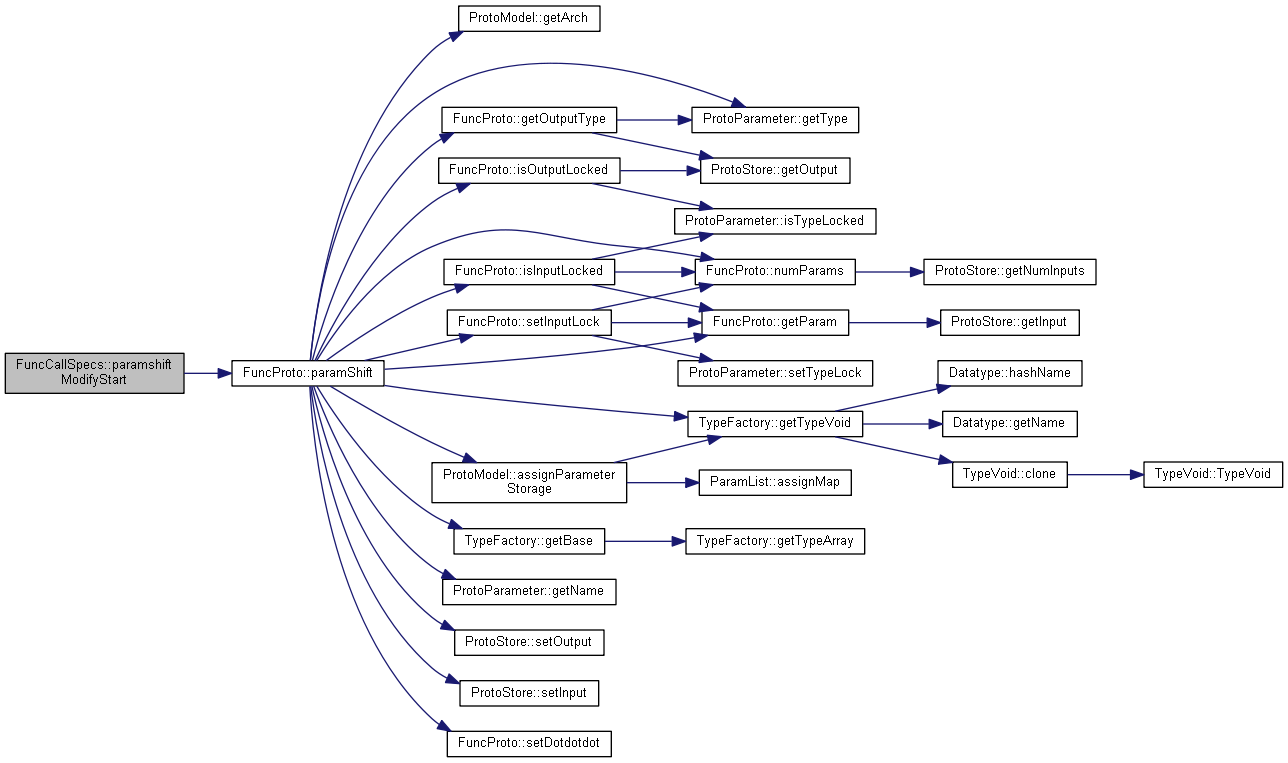 ProtoModel::getArch
FuncProto::getOutputType
ProtoParameter::getType
FuncProto::isOutputLocked
ProtoStore::getOutput
ProtoParameter::isTypeLocked
FuncProto::isInputLocked
FuncProto::numParams
ProtoStore::getNumInputs
FuncProto::setInputLock
FuncProto::getParam
ProtoStore::getInput
FuncCallSpecs::paramshift
ModifyStart
FuncProto::paramShift
ProtoParameter::setTypeLock
Datatype::hashName
TypeFactory::getTypeVoid
Datatype::getName
ProtoModel::assignParameter
Storage
ParamList::assignMap
TypeVoid::clone
TypeVoid::TypeVoid
TypeFactory::getBase
TypeFactory::getTypeArray
ProtoParameter::getName
ProtoStore::setOutput
ProtoStore::setInput
FuncProto::setDotdotdot